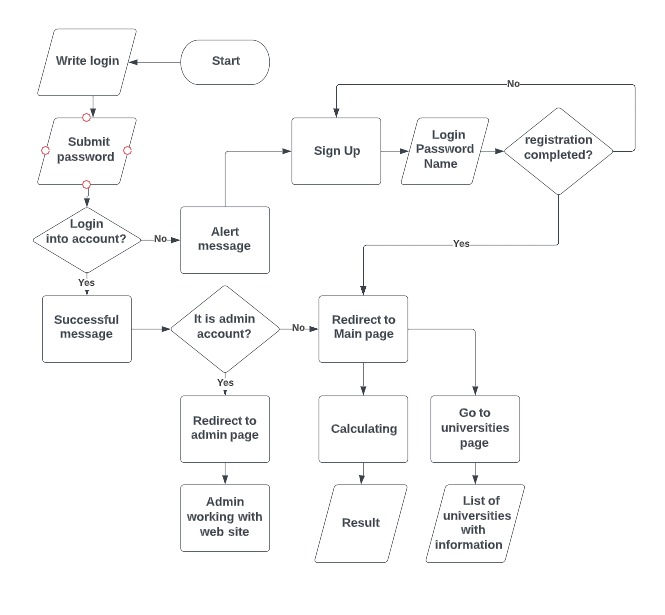 Write login
Start
No
Submit
password
Sign Up
Login
Password
Name
registration
completed?
Login
into account?
No
Alert
message
Yes
Yes
Successful
message
It is admin
account?
No
Redirect to
Main page
Yes
Redirect to
admin page
Calculating
Go to
universities
page
Admin
working with
web site
Result
List of
universities
with
information